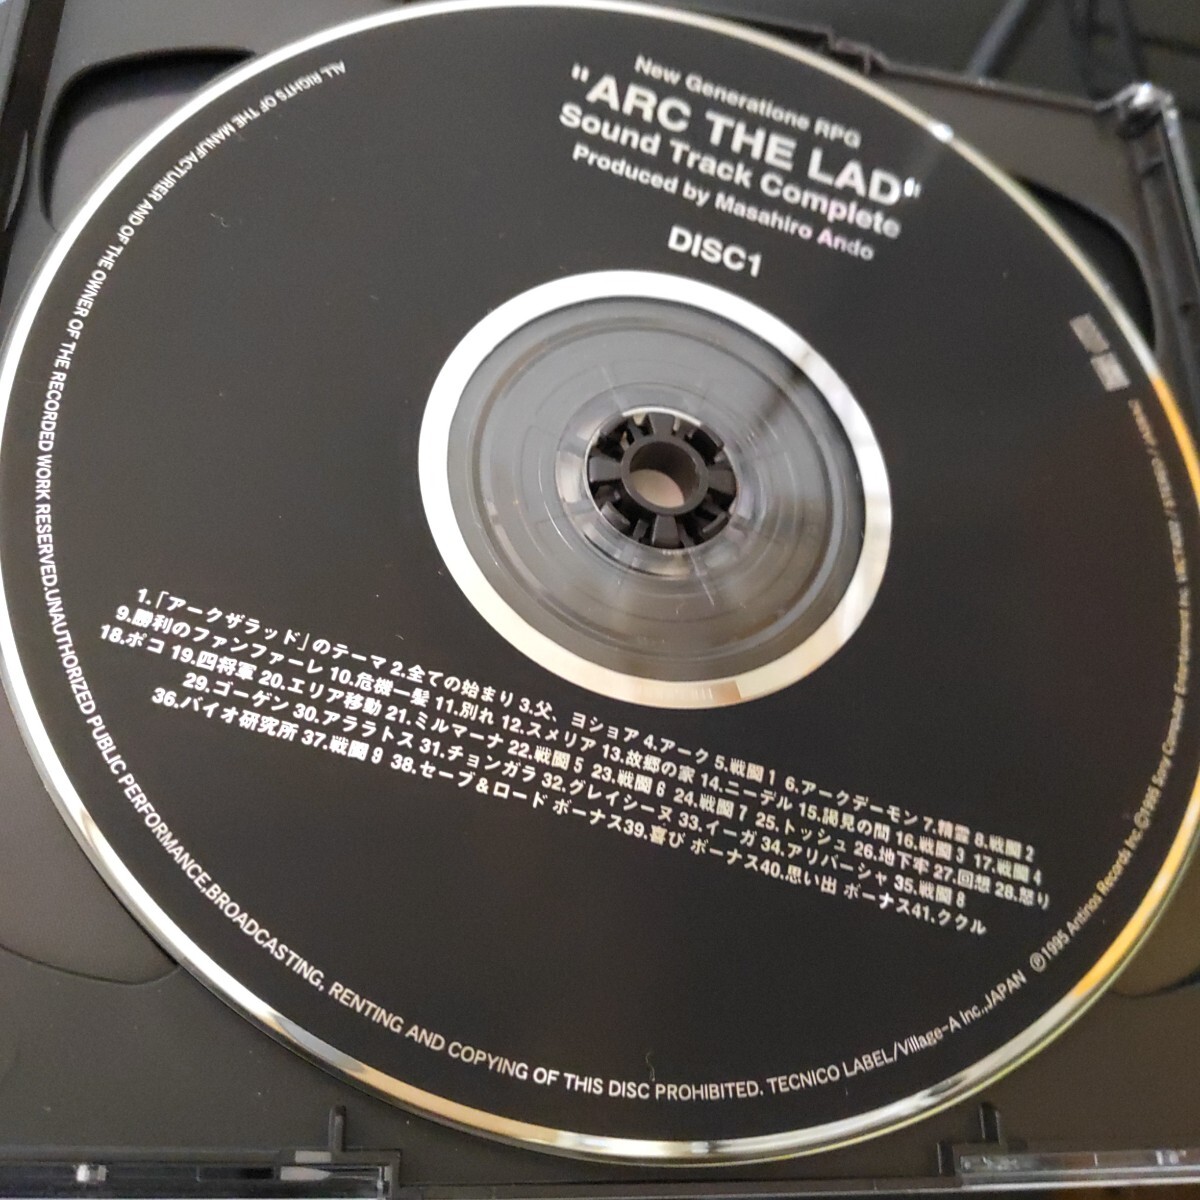 New Generatione RPG
"ARC THE LAD"
Sound Track Complete
Produced by Masahiro Ando
DISC1
1.「アークザラッド」のテーマ 2.全ての始まり 3.父、ヨショア 4.アーク 5.戦闘1 6.アークデーモン 7.精霊 8.戦闘2
9.勝利のファンファーレ 10.危機一髪 11.別れ 12.スメリア 13.故郷の家 14.ニーデル 15.謁見の間 16.戦闘3 17.戦闘4
18.ポコ 19.四将軍 20.エリア移動 21.ミルマーナ 22.戦闘5 23.戦闘6 24.戦闘7 25.トッシュ 26.地下牢 27.回想 28.怒り
29.ゴーゲン 30.アララトス 31.チョンガラ 32.グレイシーヌ 33.イーガ 34.アリバーシャ 35.戦闘8
36.バイオ研究所 37.戦闘9 38.セーブ&ロード ボーナス39.喜び ボーナス40.思い出 ボーナス41.ククル
ALL RIGHTS OF THE MANUFACTURER AND OF THE OWNER OF THE RECORDED WORK RESERVED.UNAUTHORIZED PUBLIC PERFORMANCE,BROADCASTING, RENTING AND COPYING OF THIS DISC PROHIBITED. TECNICO LABEL/Village-A Inc.,JAPAN ℗1995 Antinos Records Inc.©1995 Sony Computer Entertainment Inc.